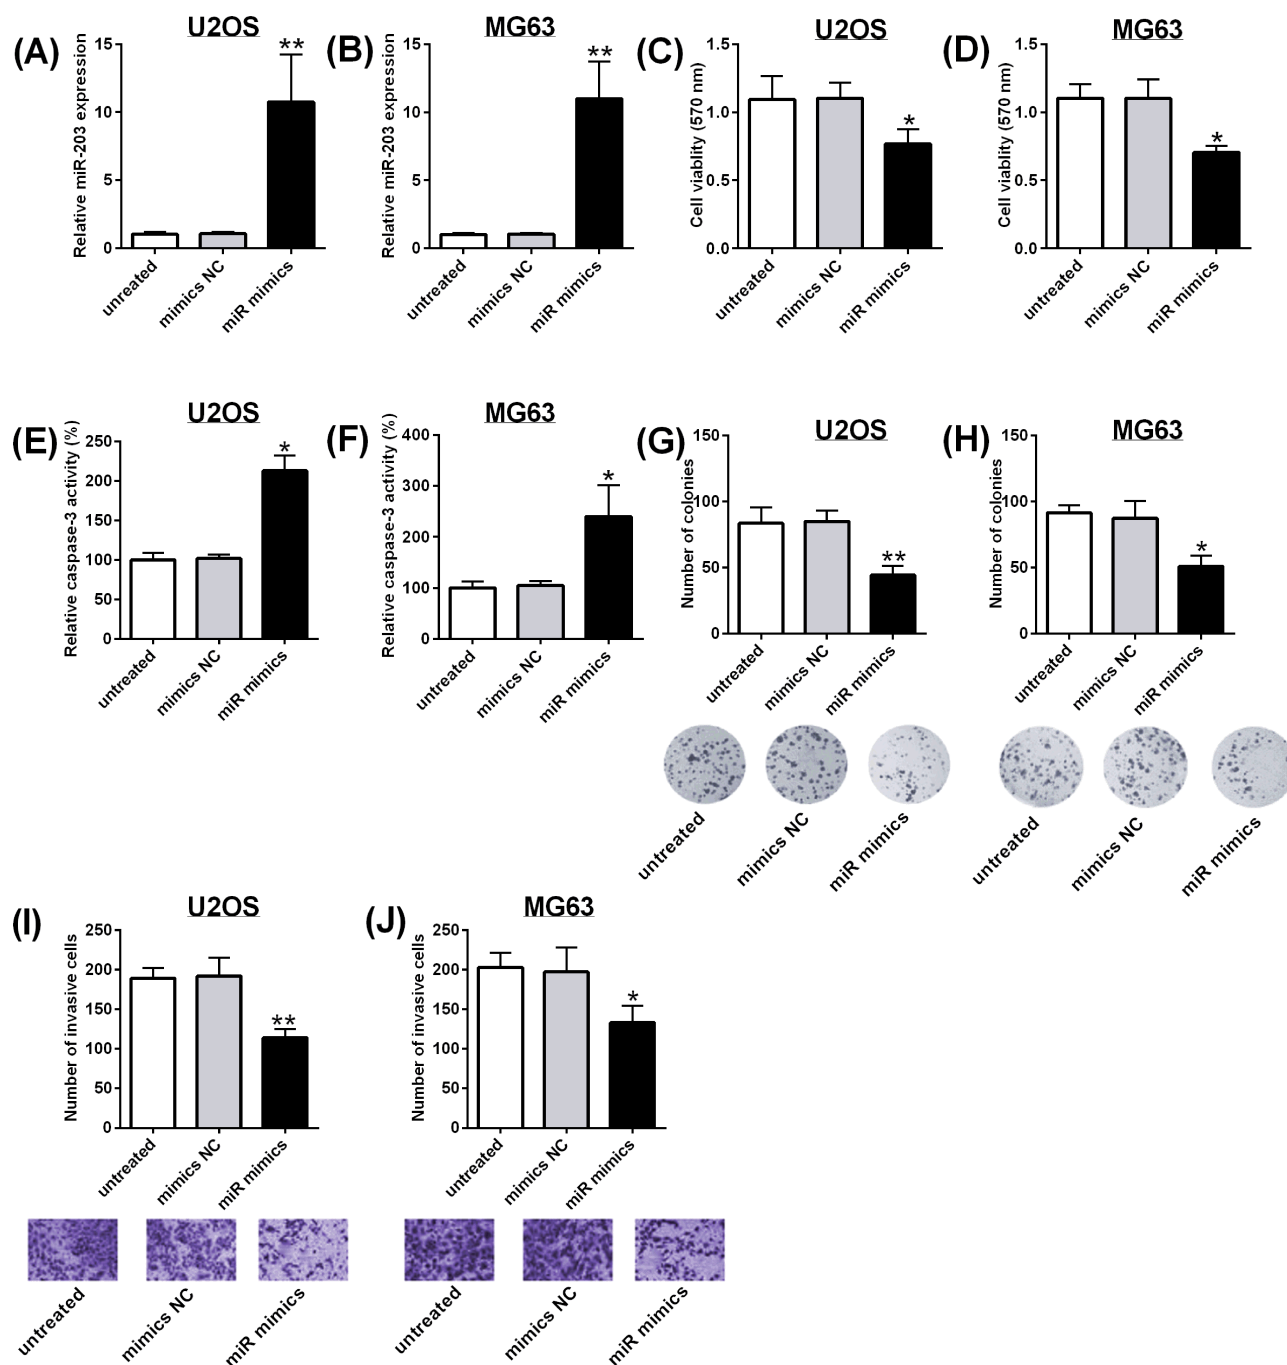 (A)
U2OS
Relative miR-203 expression
15
10
5
0
unreated
mimics NC
miR mimics
**
(B)
MG63
Relative miR-203 expression
15
10
5
0
untreated
mimics NC
miR mimics
**
(C)
U2OS
Cell viablity (570 nm)
1.5
1.0
0.5
0.0
untreated
mimics NC
miR mimics
*
(D)
MG63
Cell viablity (570 nm)
1.5
1.0
0.5
0.0
untreated
mimics NC
miR mimics
*
(E)
U2OS
Relative caspase-3 activity (%)
250
200
150
100
50
0
untreated
mimics NC
miR mimics
*
(F)
MG63
Relative caspase-3 activity (%)
400
300
200
100
0
untreated
mimics NC
miR mimics
*
(G)
U2OS
Number of colonies
150
100
50
0
untreated
mimics NC
miR mimics
**
untreated
mimics NC
miR mimics
(H)
MG63
Number of colonies
150
100
50
0
untreated
mimics NC
miR mimics
*
untreated
mimics NC
miR mimics
(I)
U2OS
Number of invasive cells
250
200
150
100
50
0
untreated
mimics NC
miR mimics
**
untreated
mimics NC
miR mimics
(J)
MG63
Number of invasive cells
250
200
150
100
50
0
untreated
mimics NC
miR mimics
*
untreated
mimics NC
miR mimics